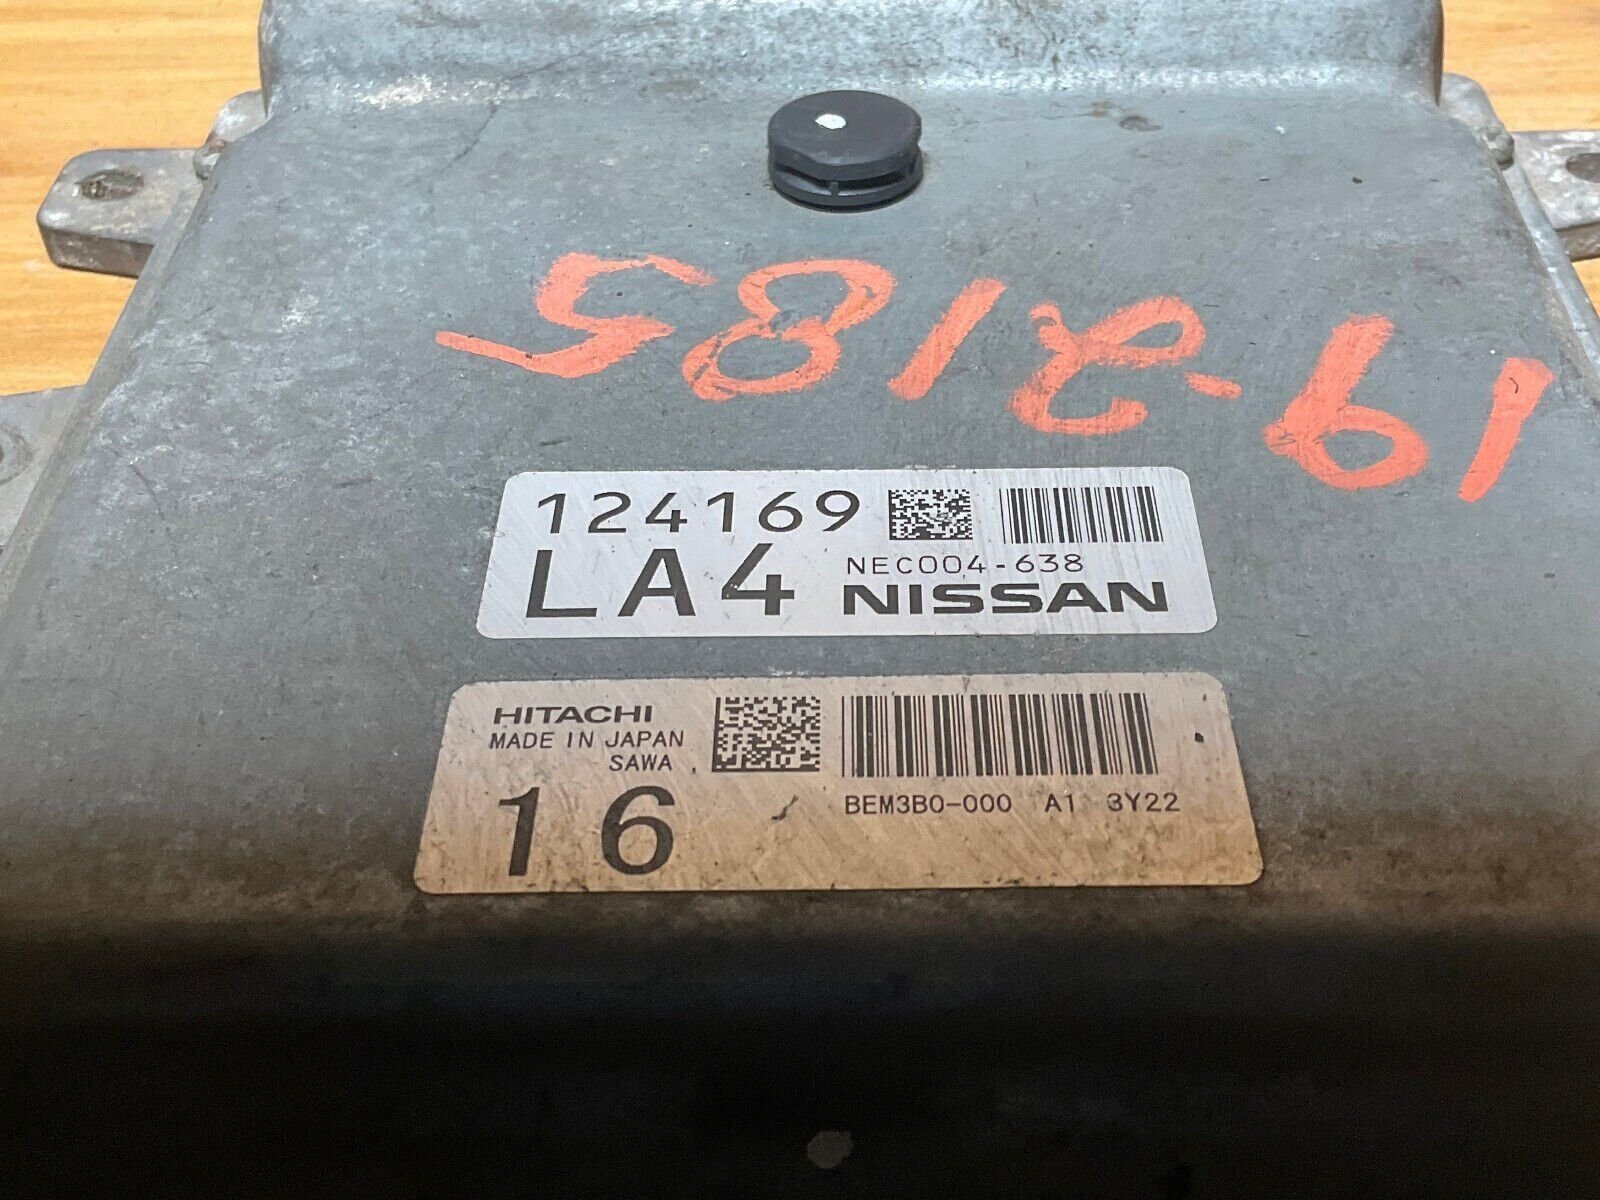 19-2185
124169
NEC004-638
LA4 NISSAN
HITACHI
MADE IN JAPAN
SAWA
16
BEM3B0-000 A1 3Y22